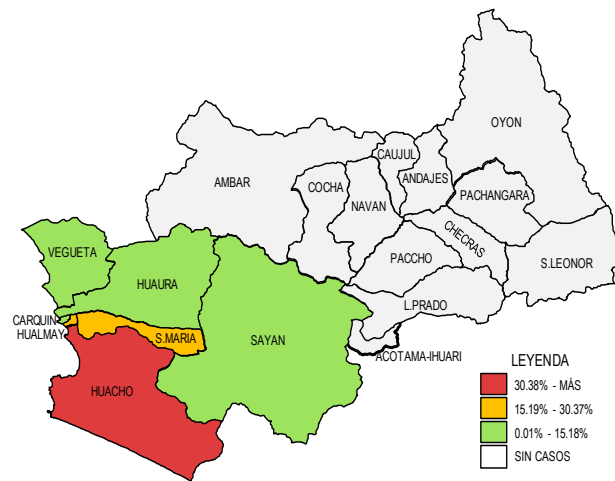 OYON
CAUJUL
ANDAJES
AMBAR
COCHA
NAVAN
PACHANGARA
CHECRAS
VEGUETA
PACCHO
S.LEONOR
HUAURA
L.PRADO
CARQUIN
HUALMAY
S.MARIA
SAYAN
ACOTAMA-IHUARI
HUACHO
LEYENDA
30.38% - MÁS
15.19% - 30.37%
0.01% - 15.18%
SIN CASOS